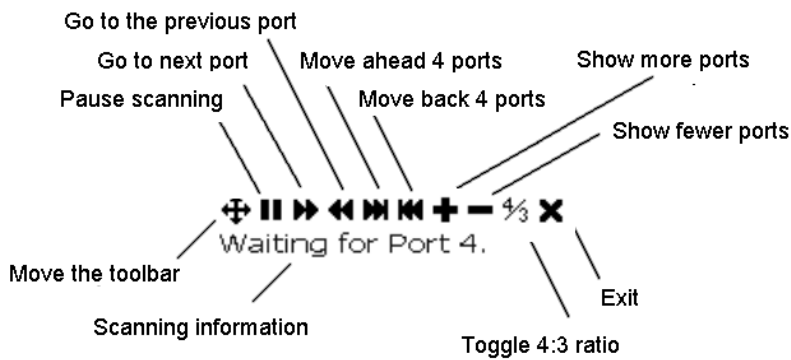 Go to the previous port
Go to next port
Move ahead 4 ports
Show more ports
Pause scanning
Move back 4 ports
Show fewer ports
4/3
Waiting for Port 4.
Move the toolbar
Exit
Scanning information
Toggle 4:3 ratio